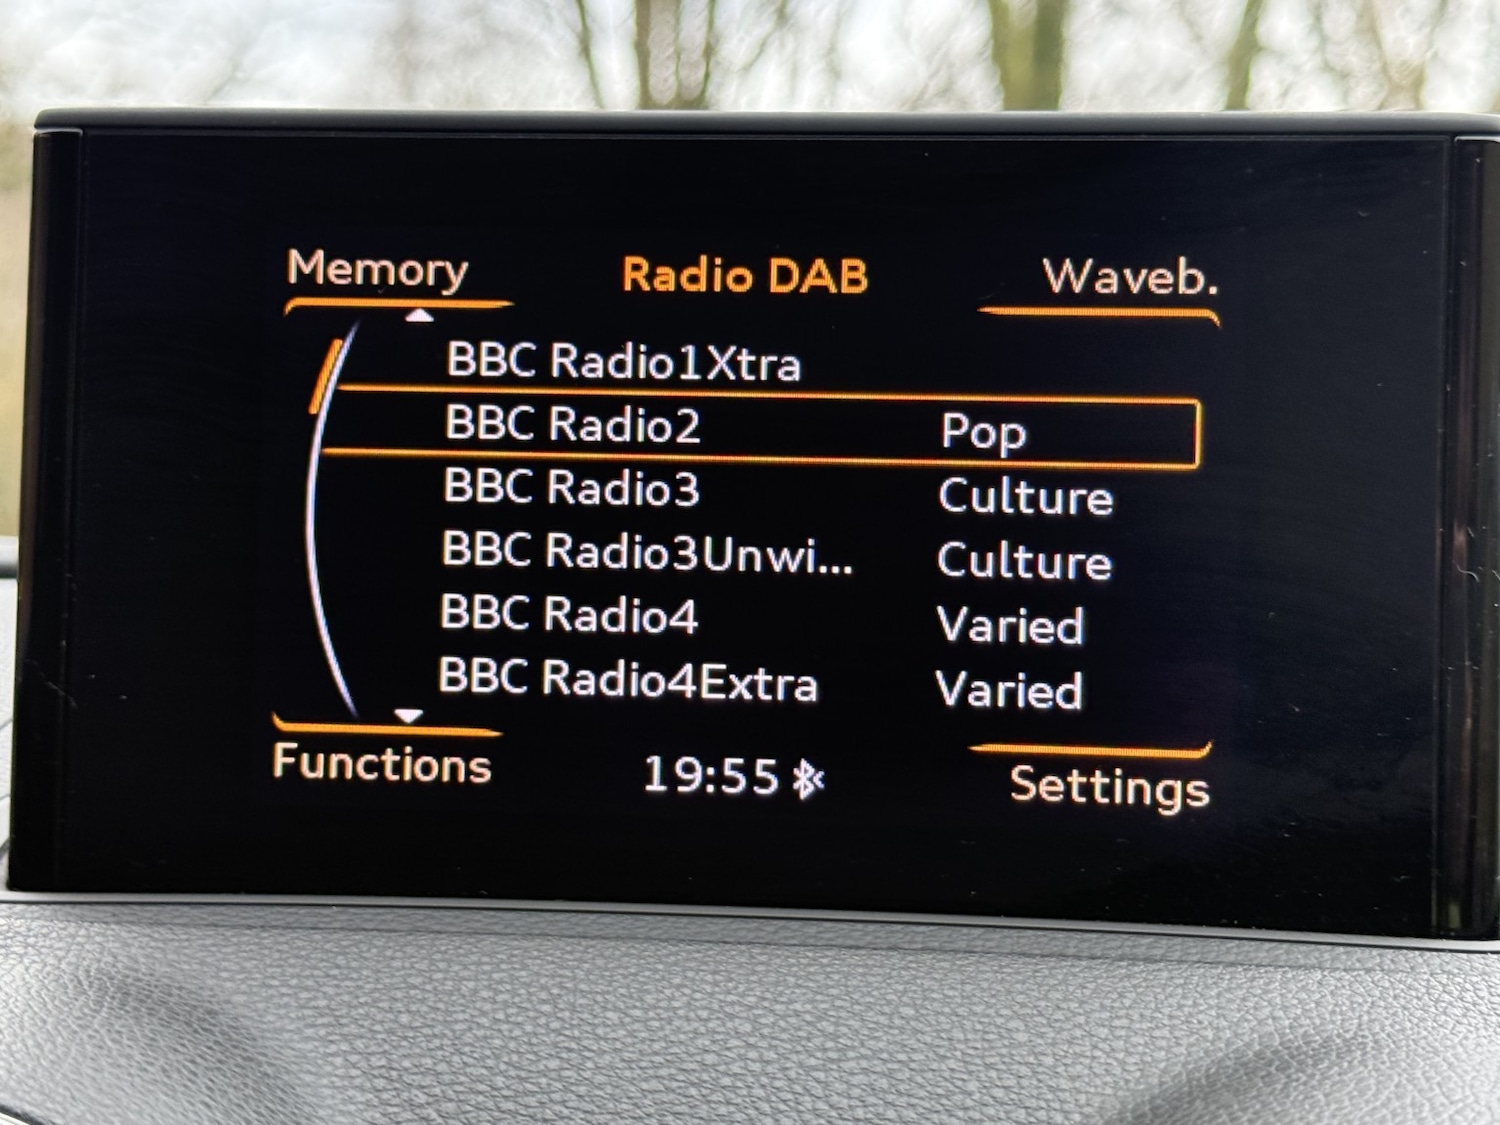 Memory Radio DAB Waveb.
BBC Radio1Xtra
BBC Radio2 Pop
BBC Radio3 Culture
BBC Radio3Unwi... Culture
BBC Radio4 Varied
BBC Radio4Extra Varied
Functions 19:55 Settings